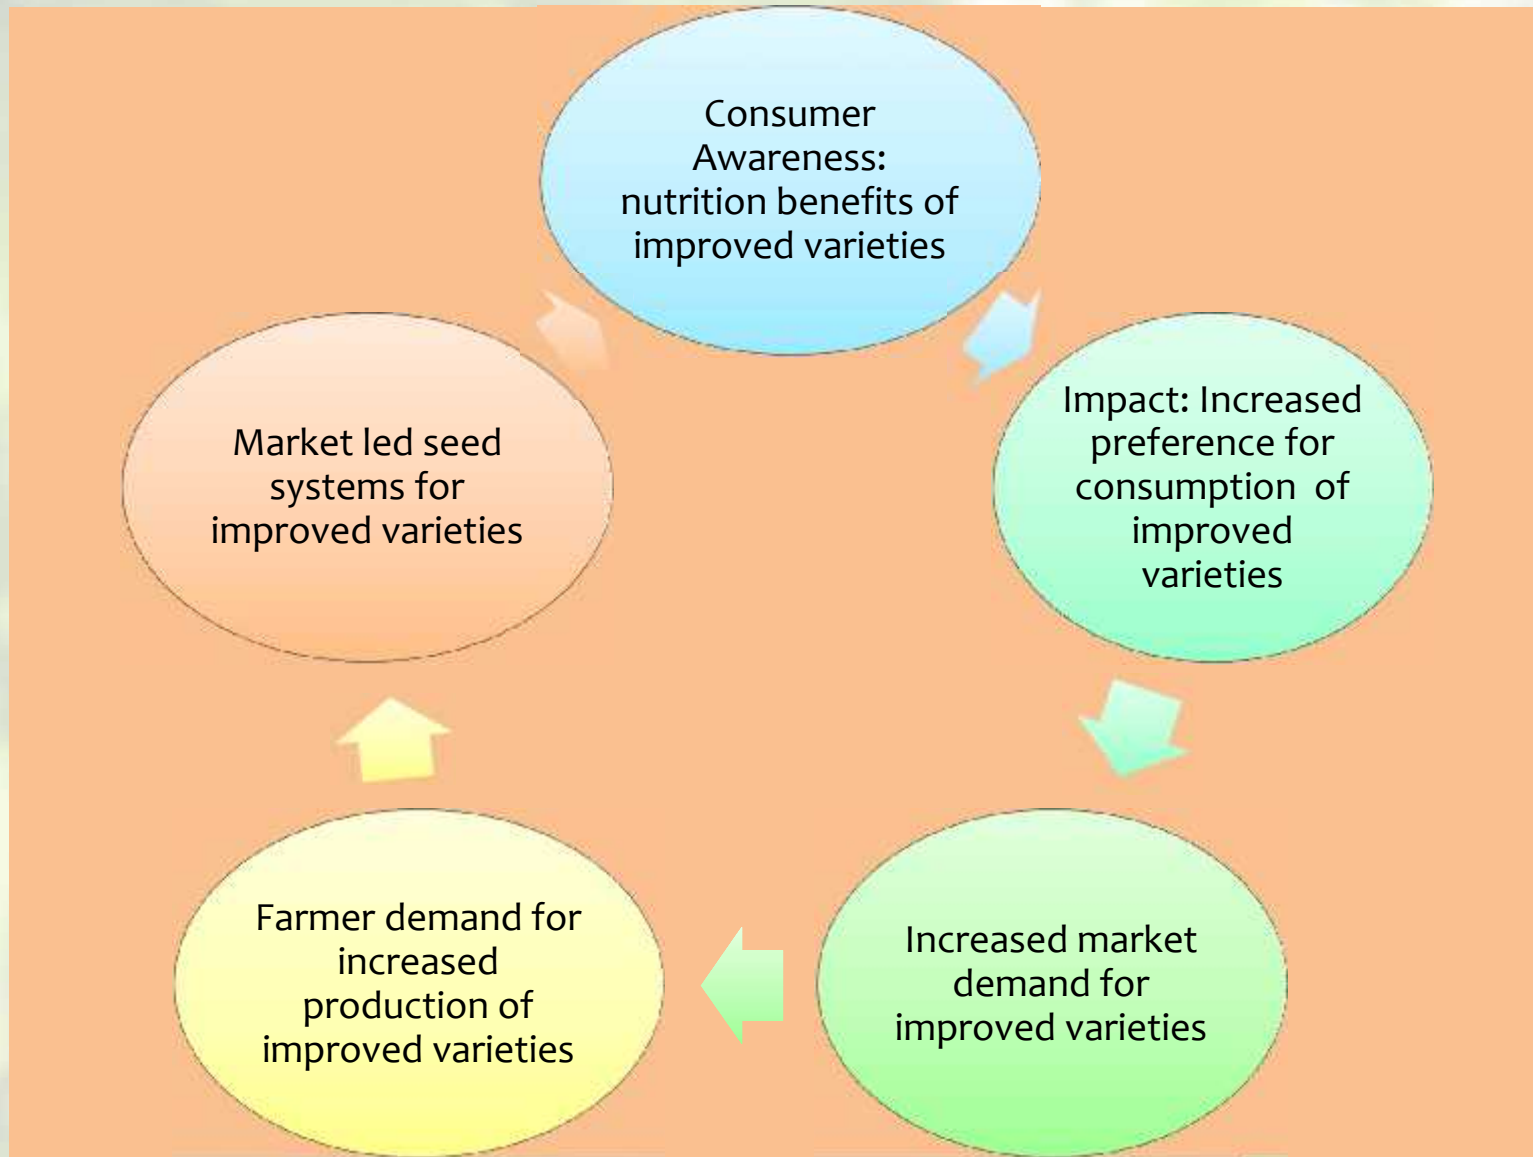 Consumer
Awareness:
nutrition benefits of
improved varieties
Impact: Increased
preference for
consumption of
improved
varieties
Increased market
demand for
improved varieties
Farmer demand for
increased
production of
improved varieties
Market led seed
systems for
improved varieties